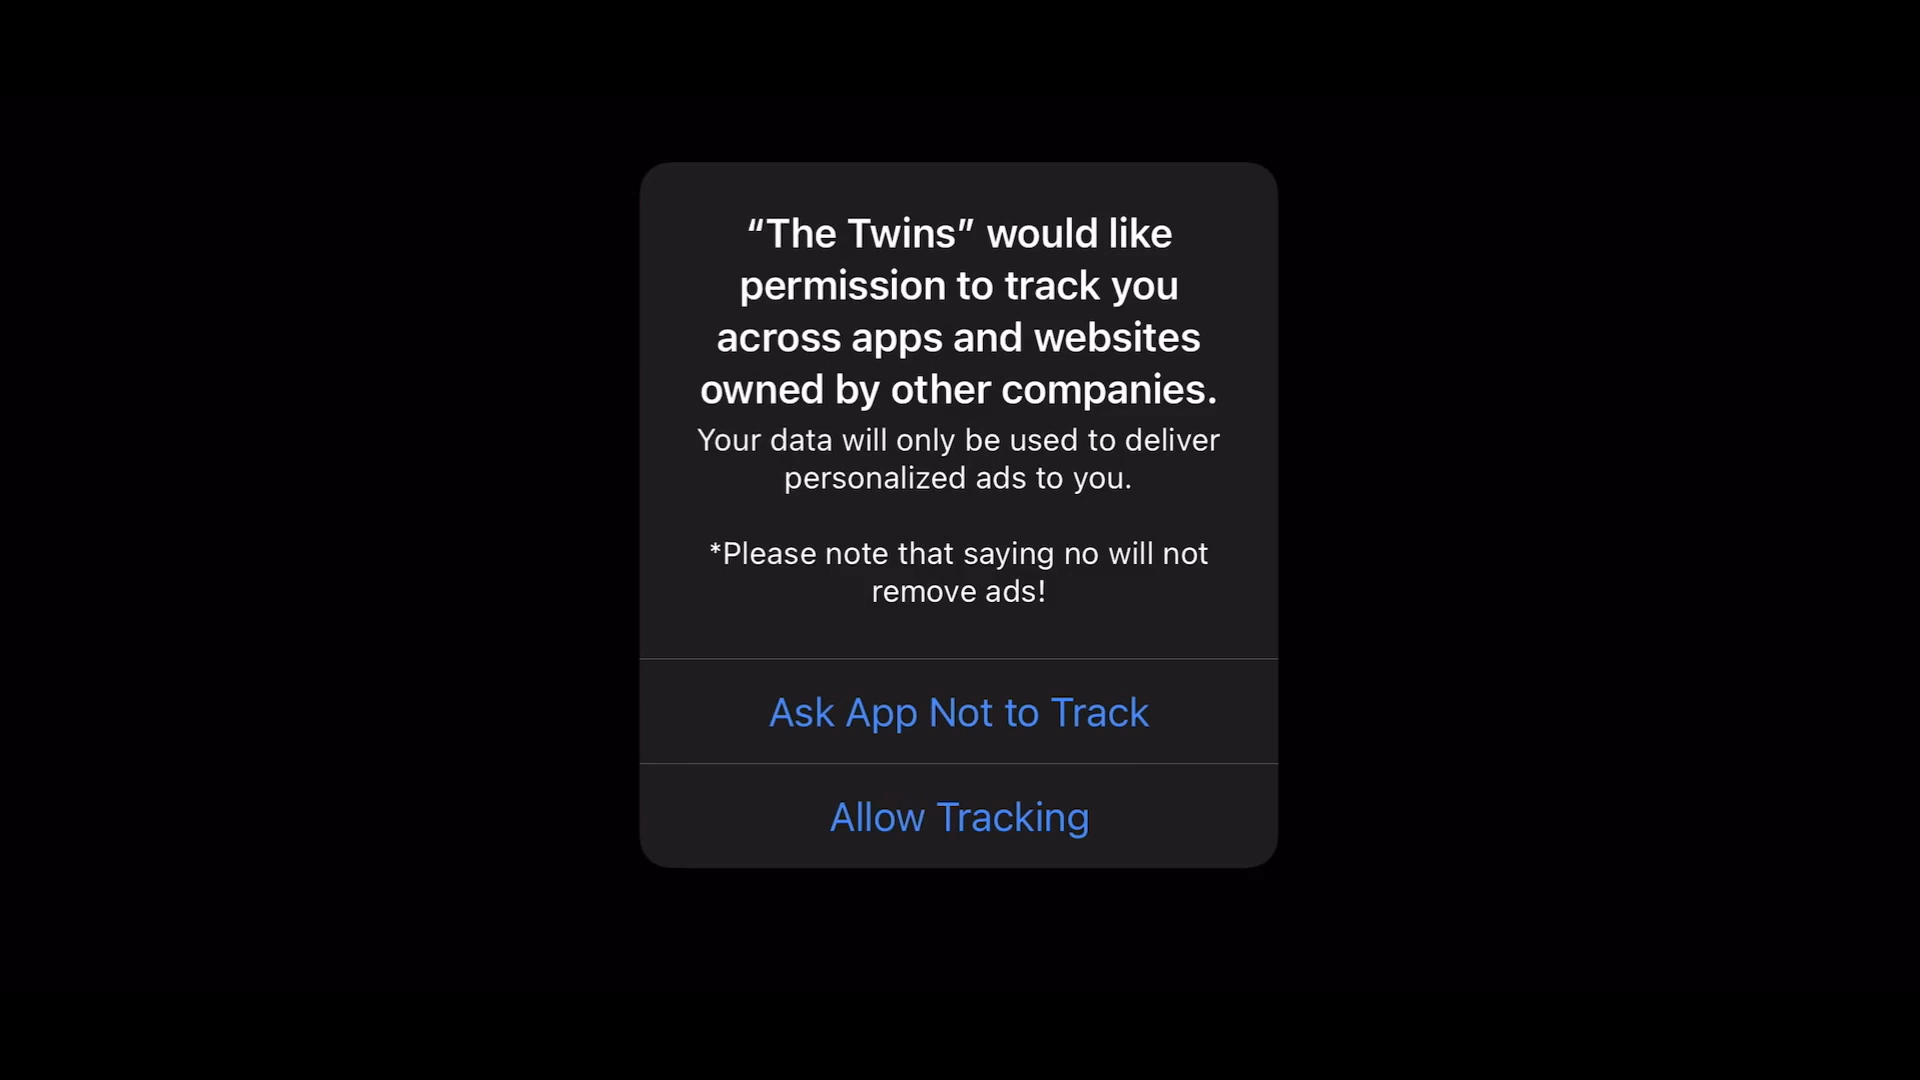 “The Twins” would like
permission to track you
across apps and websites
owned by other companies.
Your data will only be used to deliver
personalized ads to you.
*Please note that saying no will not
remove ads!
Ask App Not to Track
Allow Tracking